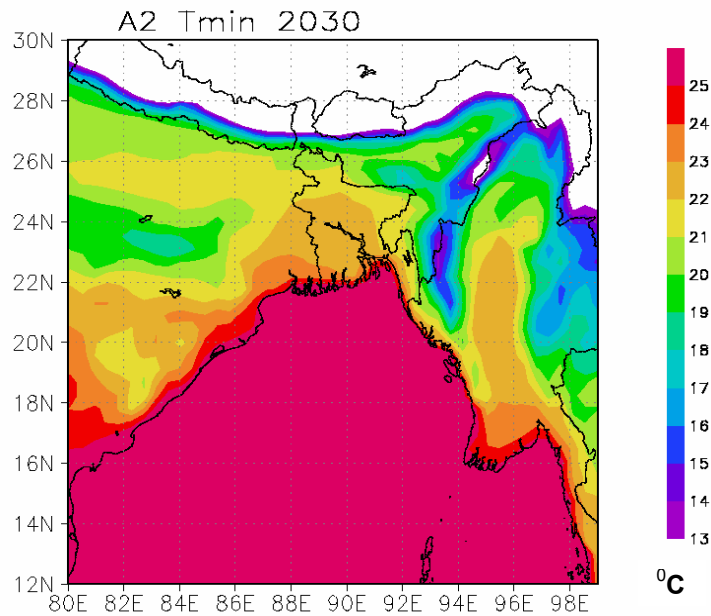 A2 Tmin 2030
30N
28N
26N
24N
22N
20N
18N
16N
14N
12N
80E 82E 84E 86E 88E 90E 92E 94E 96E 98E
25
24
23
22
21
20
19
18
17
16
15
14
13
⁰C